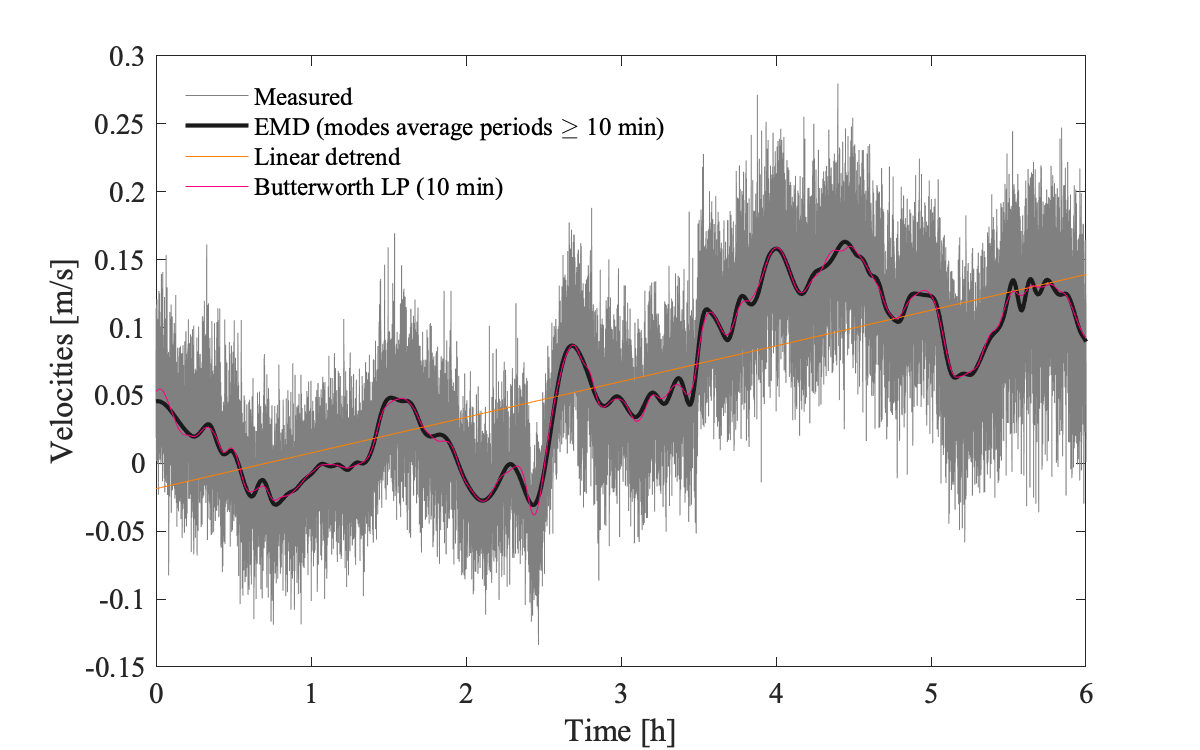 0.3
0.25
0.2
0.15
0.1
0.05
0
-0.05
-0.1
-0.15
Velocities [m/s]
Measured
EMD (modes average periods ≥ 10 min)
Linear detrend
Butterworth LP (10 min)
0 1 2 3 4 5 6
Time [h]